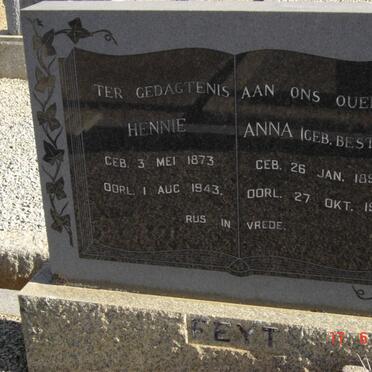 TER GEDAGTENIS AAN ONS
HENNIE
GEB. 3 MEI 1873
OORL. 1 AUG 1943.
ANNA (GEB. BEST
GEB. 26 JAN. 18
OORL. 27 OKT. 1
RUS IN VREDE.
FEYT